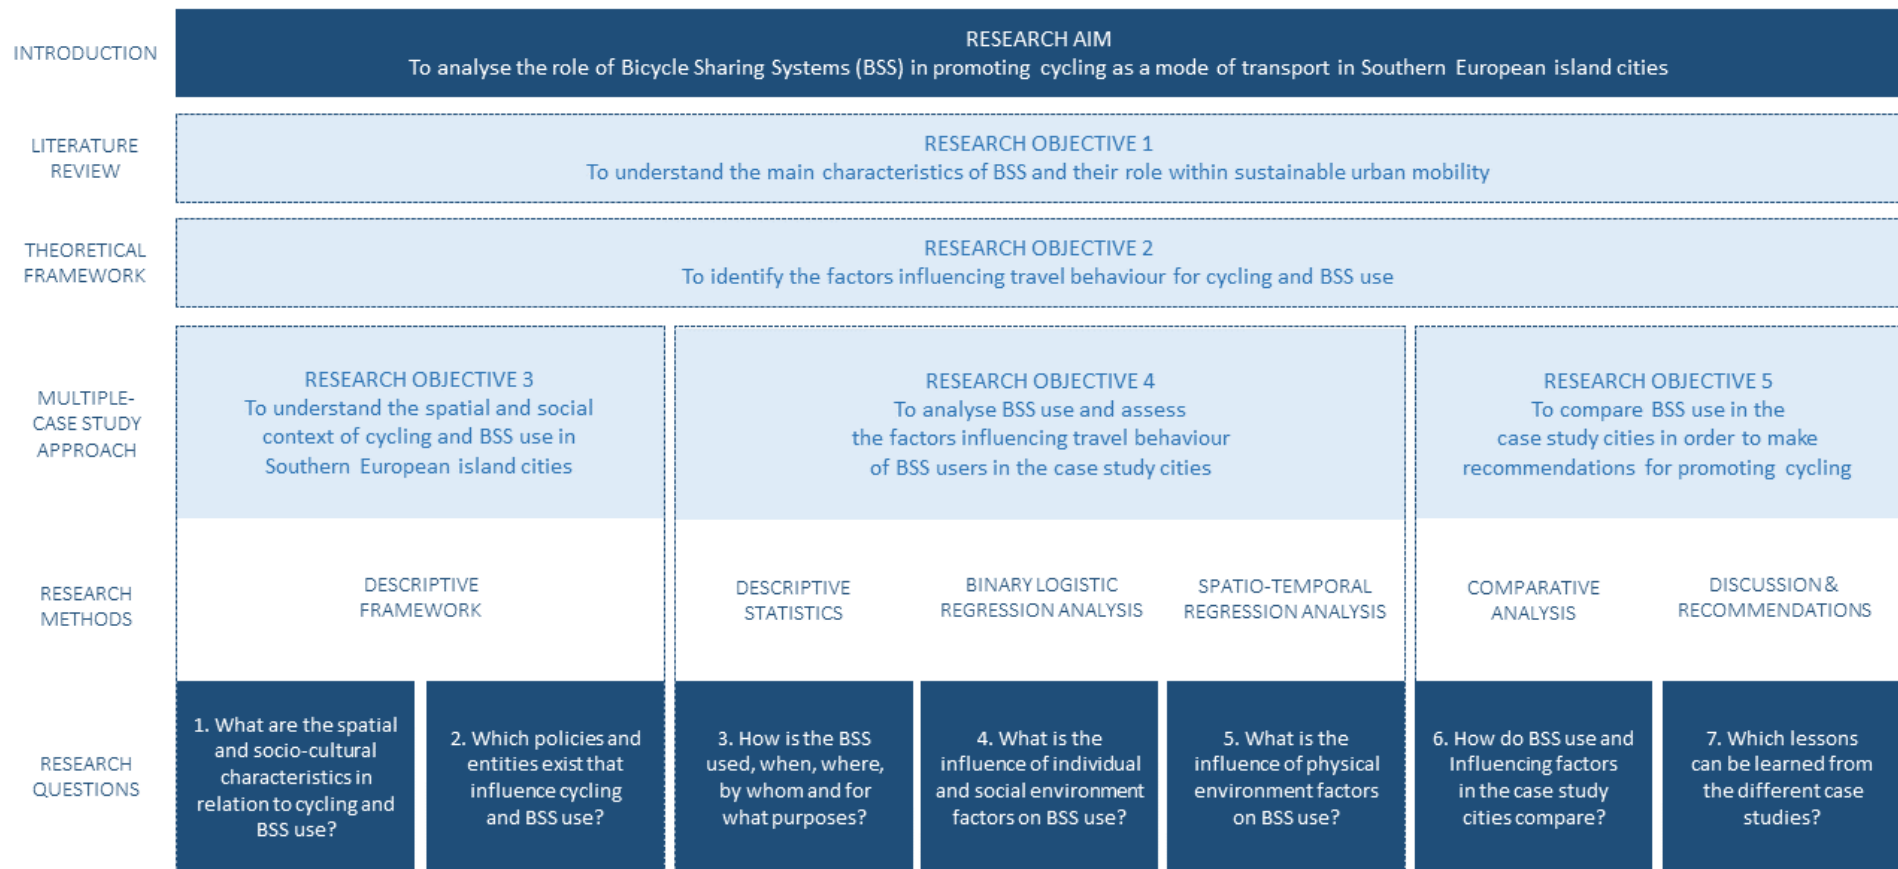 INTRODUCTION
RESEARCH AIM
To analyse the role of Bicycle Sharing Systems (BSS) in promoting cycling as a mode of transport in Southern European island cities
LITERATURE
REVIEW
RESEARCH OBJECTIVE 1
To understand the main characteristics of BSS and their role within sustainable urban mobility
THEORETICAL
FRAMEWORK
RESEARCH OBJECTIVE 2
To identify the factors influencing travel behaviour for cycling and BSS use
MULTIPLE-
CASE STUDY
APPROACH
RESEARCH OBJECTIVE 3
To understand the spatial and social
context of cycling and BSS use in
Southern European island cities
RESEARCH OBJECTIVE 4
To analyse BSS use and assess
the factors influencing travel behaviour
of BSS users in the case study cities
RESEARCH OBJECTIVE 5
To compare BSS use in the
case study cities in order to make
recommendations for promoting cycling
RESEARCH
METHODS
DESCRIPTIVE
FRAMEWORK
DESCRIPTIVE
STATISTICS
BINARY LOGISTIC
REGRESSION ANALYSIS
SPATIO-TEMPORAL
REGRESSION ANALYSIS
COMPARATIVE
ANALYSIS
DISCUSSION &
RECOMMENDATIONS
RESEARCH
QUESTIONS
1. What are the spatial
and socio-cultural
characteristics in
relation to cycling and
BSS use?
2. Which policies and
entities exist that
influence cycling
and BSS use?
3. How is the BSS
used, when, where,
by whom and for
what purposes?
4. What is the
influence of individual
and social environment
factors on BSS use?
5. What is the
influence of physical
environment factors
on BSS use?
6. How do BSS use and
Influencing factors
in the case study
cities compare?
7. Which lessons
can be learned from
the different case
studies?